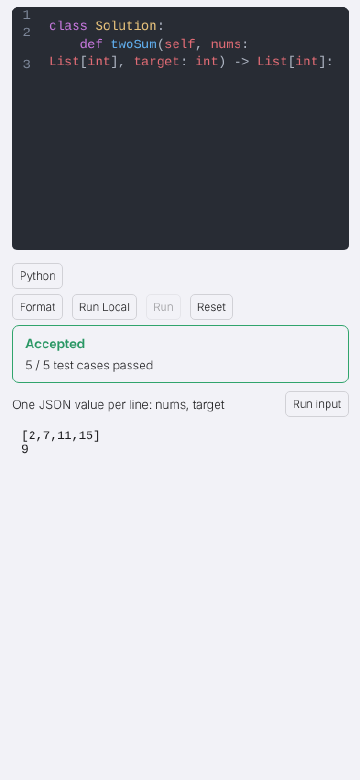 1
class Solution:
2
def twoSum(self, nums:
List[int], target: int) -> List[int]:
3
Python
Format Run Local Run Reset
Accepted
5 / 5 test cases passed
One JSON value per line: nums, target Run input
[2,7,11,15]
9